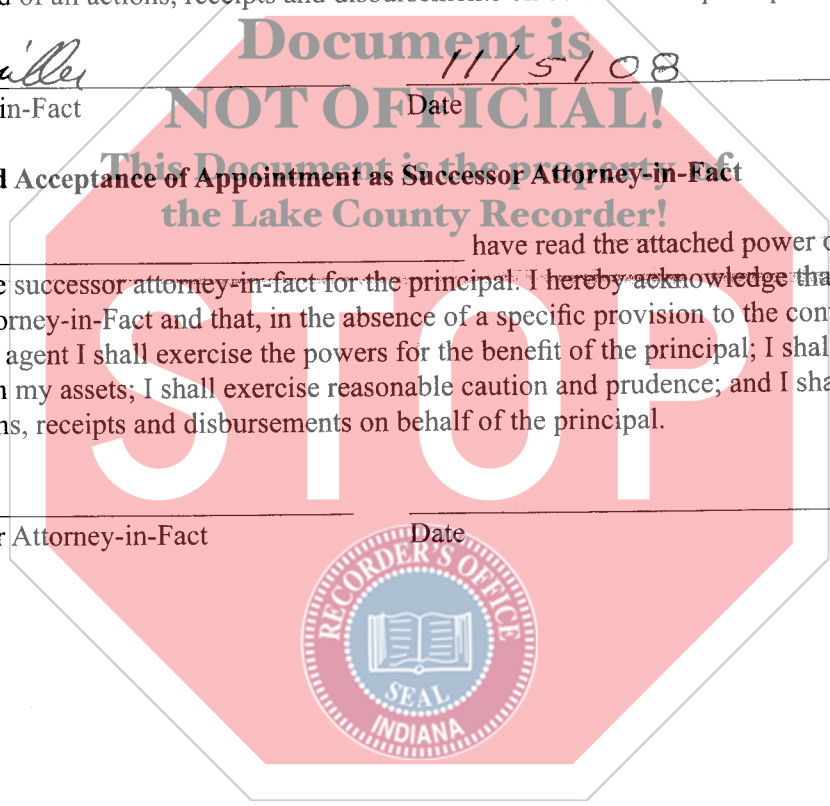 of all actions, receipts and disbursements on
Document is
11/5/08
in-Fact
Date
NOT OFFICIAL!
This Document is the property of
Acceptance of Appointment as Successor Attorney-in-Fact
the Lake County Recorder!
have read the attached power
successor attorney-in-fact for the principal. I hereby acknowledge tha
orney-in-Fact and that, in the absence of a specific provision to the con
agent I shall exercise the powers for the benefit of the principal; I shal
my assets; I shall exercise reasonable caution and prudence; and I sha
ns, receipts and disbursements on behalf of the principal.
STOP
Attorney-in-Fact
Date
RECORDER'S OFFICE
SEAL
INDIANA